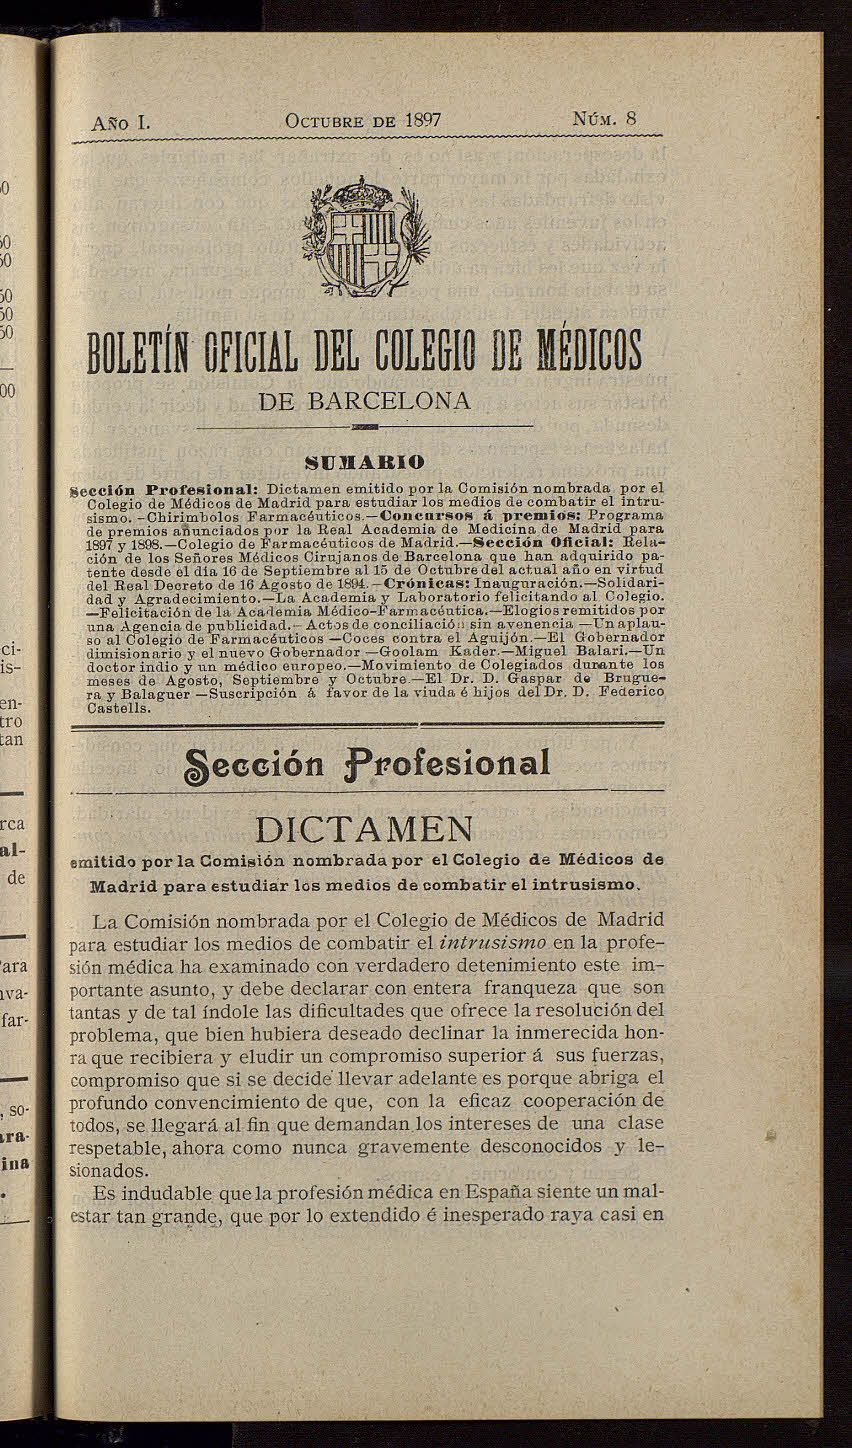 Año I.
Octubre de 1897
Núm. 8
BOLETÍN OFICIAL DEL COLEGIO DE MÉDICOS
DE BARCELONA
SUMARIO
Sección Profesional: Dictamen emitido por la Comisión nombrada por el
Colegio de Médicos de Madrid para estudiar los medios de combatir el intru-
sismo. -Chirimbolos Farmacéuticos.—Concursos á premios: Programa
de premios añunciados por la Real Academia de Medicina de Madrid para
1897 y 1898.—Colegio de Farmacéuticos de Madrid.—Sección Oficial: Rela-
ción de los Señores Médicos Cirujanos de Barcelona que han adquirido pa-
tente desde el día 16 de Septiembre al 15 de Octubre del actual año en virtud
del Real Decreto de 16 Agosto de 1894.—Crónicas: Inauguración.—Solidari-
dad y Agradecimiento.—La Academia y Laboratorio felicitando al Colegio.
—Felicitación de la Academia Médico-Farmacéutica.—Elogios remitidos por
una Agencia de publicidad.—Actos de conciliación sin avenencia —Un aplau-
so al Colegio de Farmacéuticos —Coces contra el Aguijón.—El Gobernador
dimisionario y el nuevo Gobernador —Goolam Kader.—Miguel Balari.—Un
doctor indio y un médico europeo.—Movimiento de Colegiados durante los
meses de Agosto, Septiembre y Octubre.—El Dr. D. Gaspar de Brugue-
ra y Balaguer —Suscripción á favor de la viuda é hijos del Dr. D. Federico
Castells.
Sección Profesional
DICTAMEN
emitido por la Comisión nombrada por el Colegio de Médicos de
Madrid para estudiar los medios de combatir el intrusismo.
La Comisión nombrada por el Colegio de Médicos de Madrid
para estudiar los medios de combatir el intrusismo en la profe-
sión médica ha examinado con verdadero detenimiento este im-
portante asunto, y debe declarar con entera franqueza que son
tantas y de tal índole las dificultades que ofrece la resolución del
problema, que bien hubiera deseado declinar la inmerecida hon-
ra que recibiera y eludir un compromiso superior á sus fuerzas,
compromiso que si se decide llevar adelante es porque abriga el
profundo convencimiento de que, con la eficaz cooperación de
todos, se llegará al fin que demandan los intereses de una clase
respetable, ahora como nunca gravemente desconocidos y le-
sionados.
Es indudable que la profesión médica en España siente un mal-
estar tan grande, que por lo extendido é inesperado raya casi en